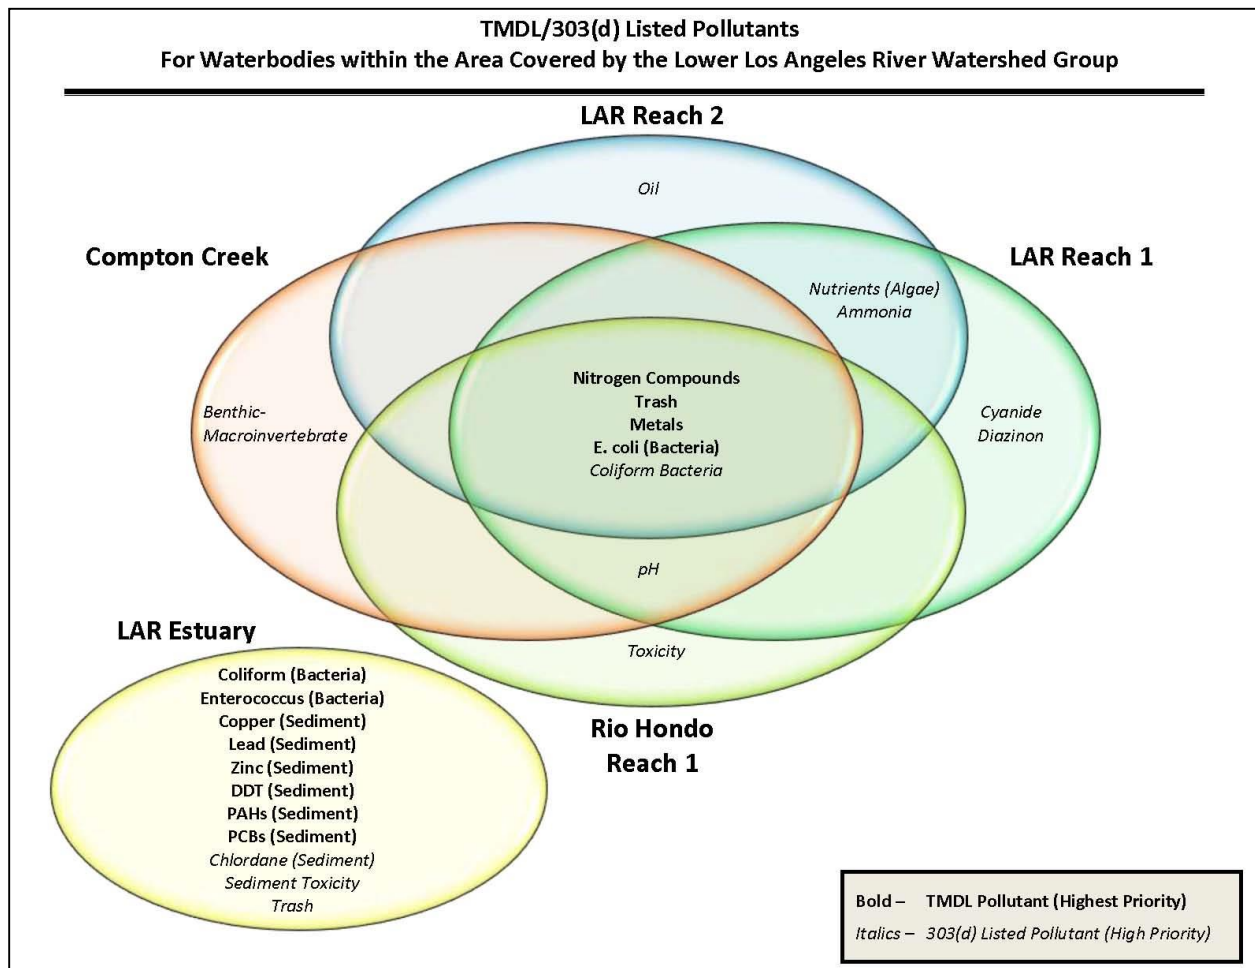 TMDL/303(d) Listed Pollutants
For Waterbodies within the Area Covered by the Lower Los Angeles River Watershed Group
LAR Reach 2
Oil
Compton Creek
LAR Reach 1
Nutrients (Algae)
Ammonia
Nitrogen Compounds
Trash
Metals
E. coli (Bacteria)
Coliform Bacteria
Benthic-
Macroinvertebrate
Cyanide
Diazinon
pH
Toxicity
LAR Estuary
Coliform (Bacteria)
Enterococcus (Bacteria)
Copper (Sediment)
Lead (Sediment)
Zinc (Sediment)
DDT (Sediment)
PAHs (Sediment)
PCBs (Sediment)
Chlordane (Sediment)
Sediment Toxicity
Trash
Rio Hondo
Reach 1
Bold – TMDL Pollutant (Highest Priority)
Italics – 303(d) Listed Pollutant (High Priority)